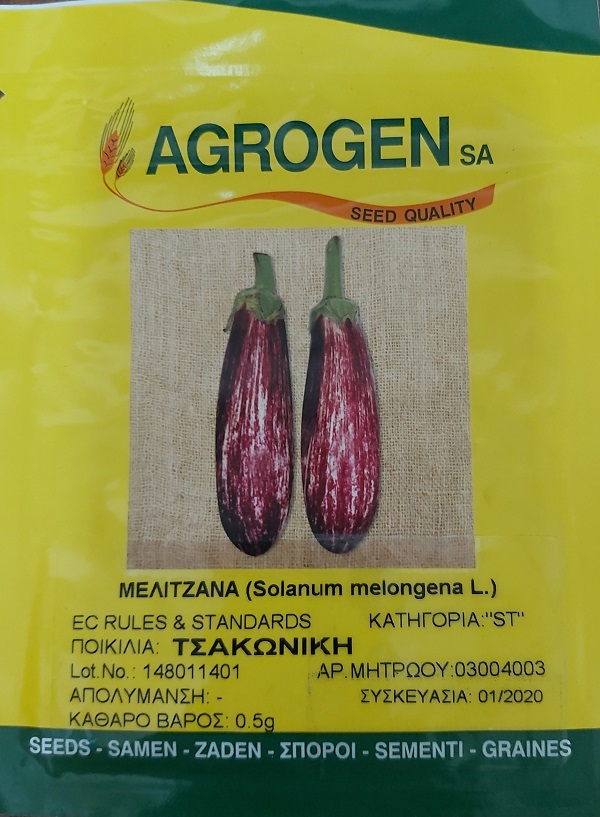 AGROGEN SA
SEED QUALITY
ΜΕΛΙΤΖΑΝΑ (Solanum melongena L.)
EC RULES & STANDARDS ΚΑΤΗΓΟΡΙΑ:"ST"
ΠΟΙΚΙΛΙΑ: ΤΣΑΚΩΝΙΚΗ
Lot.No.: 148011401 ΑΡ.ΜΗΤΡΩΟΥ:03004003
ΑΠΟΛΥΜΑΝΣΗ: - ΣΥΣΚΕΥΑΣΙΑ: 01/2020
ΚΑΘΑΡΟ ΒΑΡΟΣ: 0.5g
SEEDS - SAMEN - ZADEN - ΣΠΟΡΟΙ - SEMENTI - GRAINES